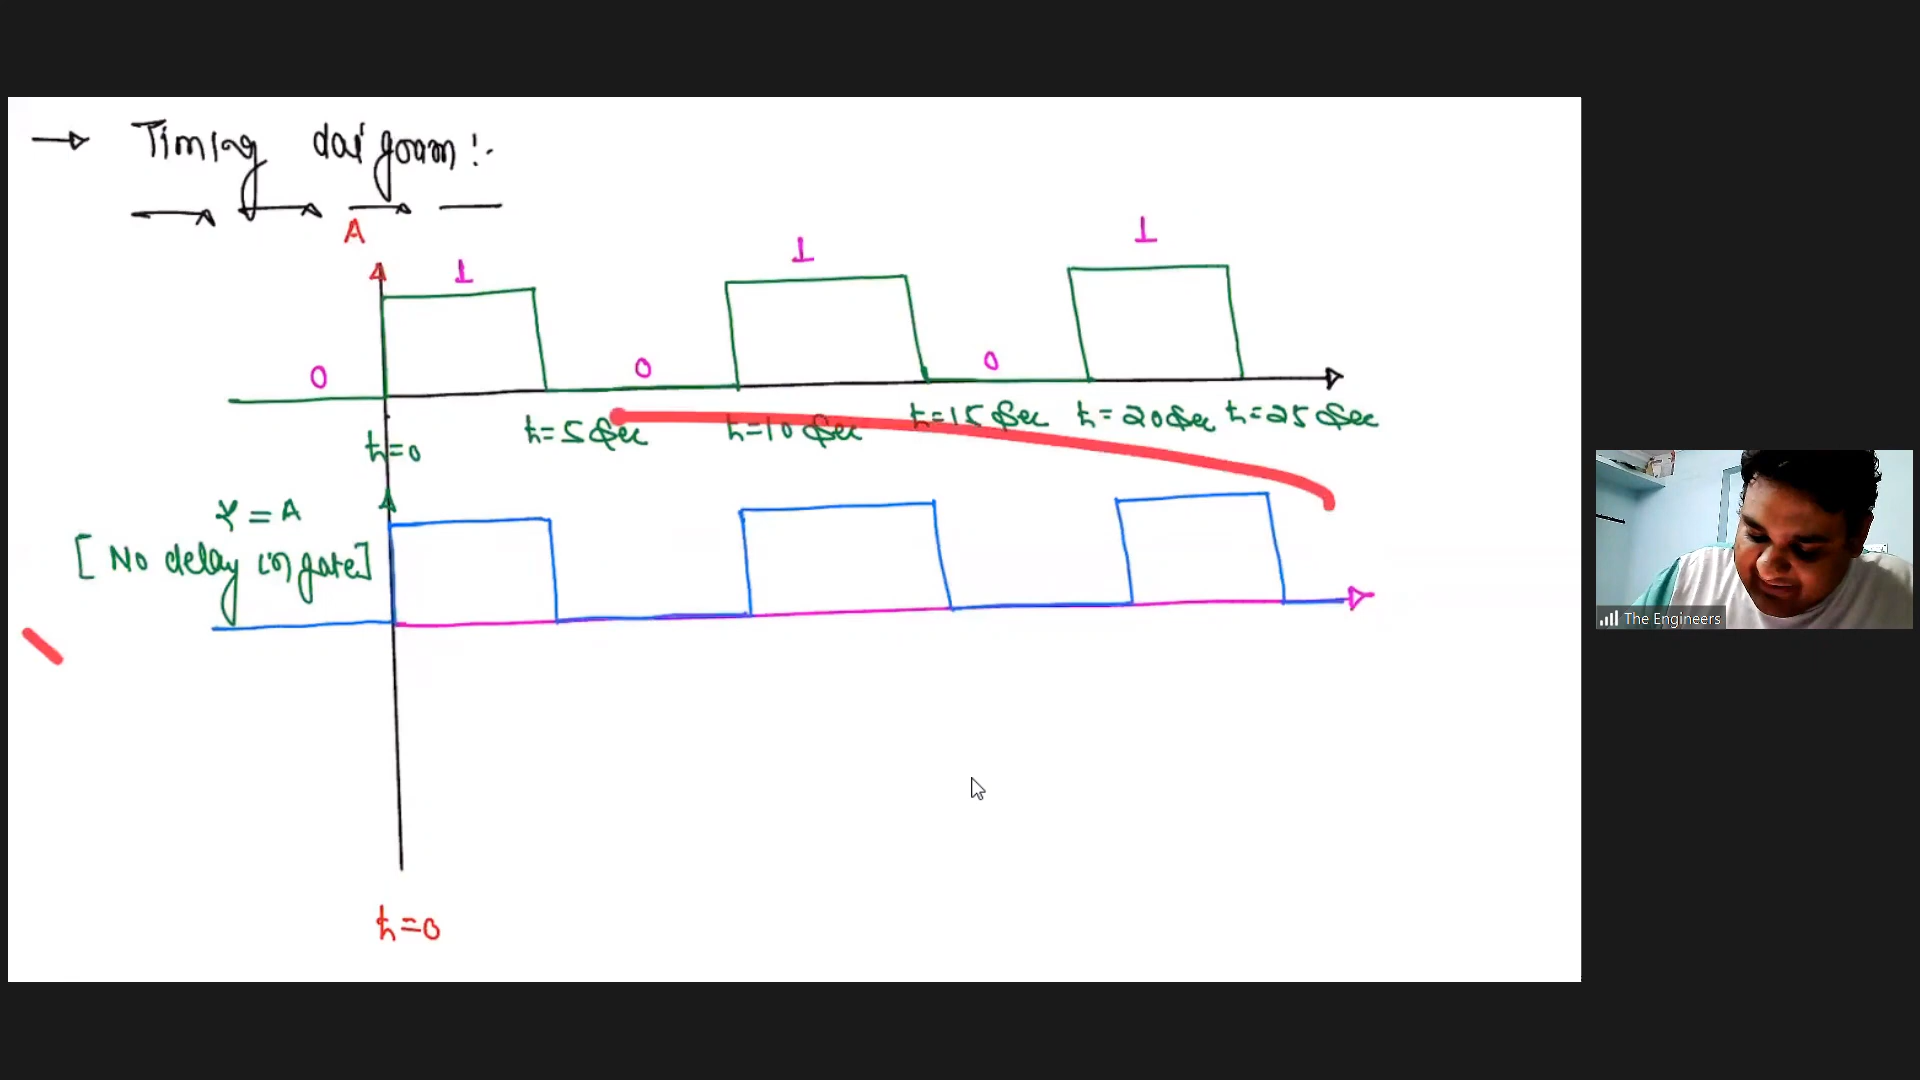 → Timing daigram:-
A
1 1 1
0 0 0
t=0 t=5 Sec t=10 Sec t=15 Sec t=20 Sec t=25 Sec
Y = A
[ No delay in gate]
t=0
The Engineers